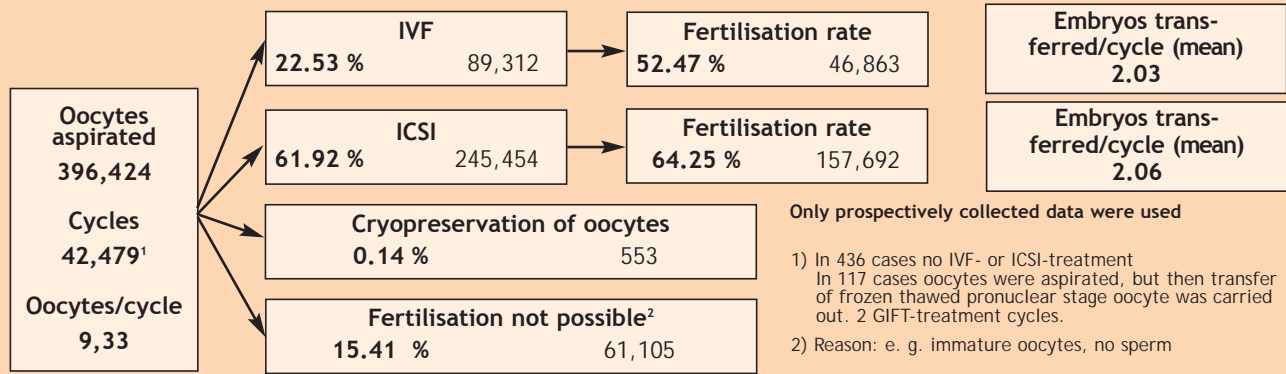 Oocytes
aspirated
396,424
Cycles
42,479¹
Oocytes/cycle
9,33
IVF
22.53 % 89,312
Fertilisation rate
52.47 % 46,863
Embryos trans-
ferred/cycle (mean)
2.03
ICSI
61.92 % 245,454
Fertilisation rate
64.25 % 157,692
Embryos trans-
ferred/cycle (mean)
2.06
Cryopreservation of oocytes
0.14 % 553
Fertilisation not possible²
15.41 % 61,105
Only prospectively collected data were used
1) In 436 cases no IVF- or ICSI-treatment
In 117 cases oocytes were aspirated, but then transfer
of frozen thawed pronuclear stage oocyte was carried
out. 2 GIFT-treatment cycles.
2) Reason: e. g. immature oocytes, no sperm